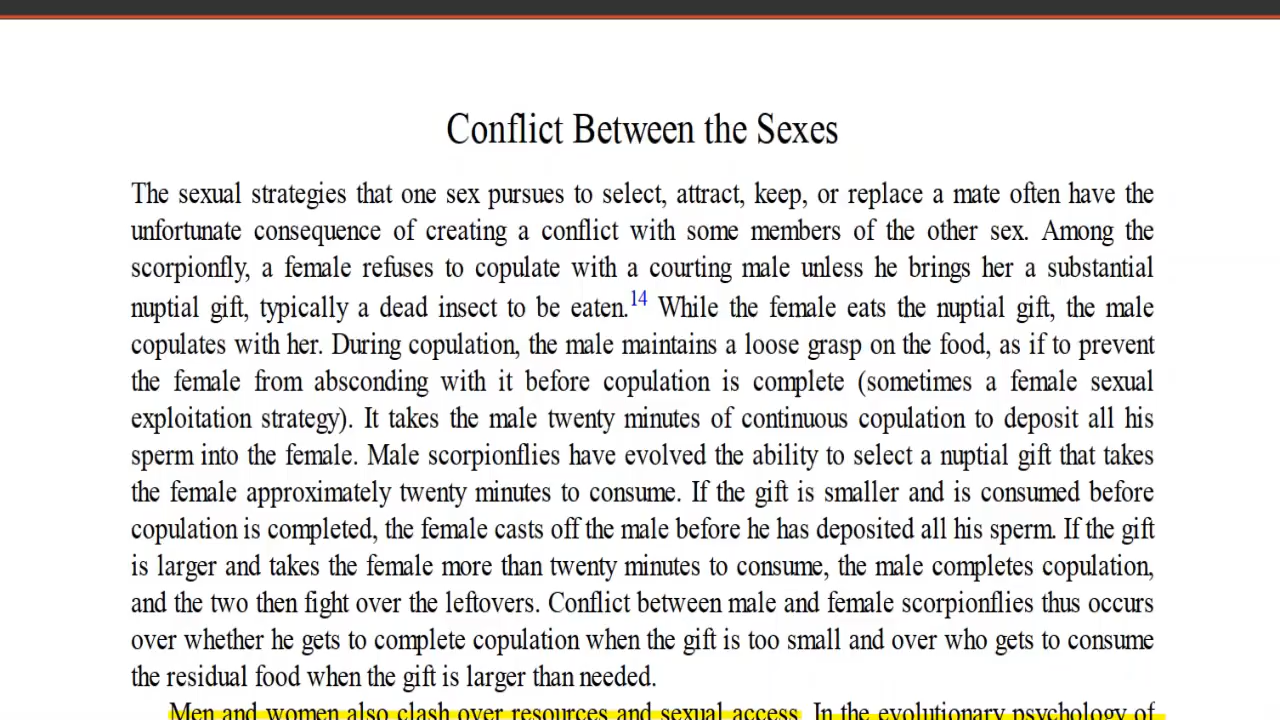 Conflict Between the Sexes
The sexual strategies that one sex pursues to select, attract, keep, or replace a mate often have the
unfortunate consequence of creating a conflict with some members of the other sex. Among the
scorpionfly, a female refuses to copulate with a courting male unless he brings her a substantial
nuptial gift, typically a dead insect to be eaten.14 While the female eats the nuptial gift, the male
copulates with her. During copulation, the male maintains a loose grasp on the food, as if to prevent
the female from absconding with it before copulation is complete (sometimes a female sexual
exploitation strategy). It takes the male twenty minutes of continuous copulation to deposit all his
sperm into the female. Male scorpionflies have evolved the ability to select a nuptial gift that takes
the female approximately twenty minutes to consume. If the gift is smaller and is consumed before
copulation is completed, the female casts off the male before he has deposited all his sperm. If the gift
is larger and takes the female more than twenty minutes to consume, the male completes copulation,
and the two then fight over the leftovers. Conflict between male and female scorpionflies thus occurs
over whether he gets to complete copulation when the gift is too small and over who gets to consume
the residual food when the gift is larger than needed.
Men and women also clash over resources and sexual access. In the evolutionary psychology of